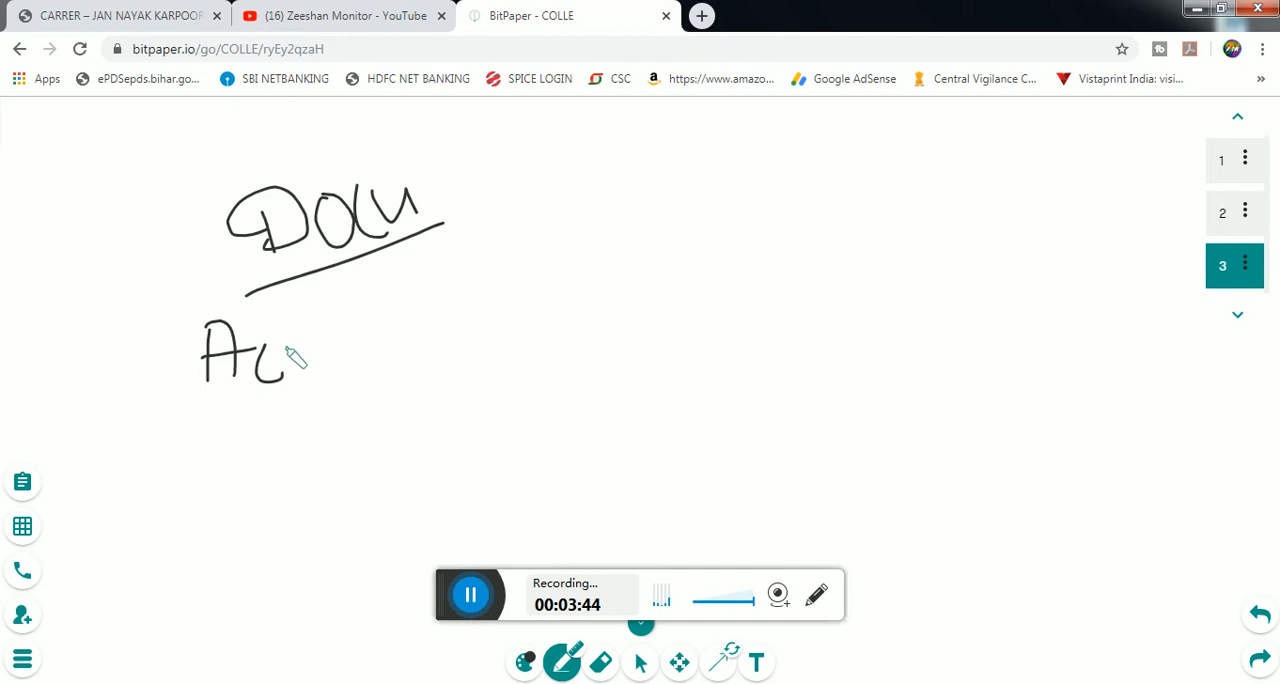 CARRER – JAN NAYAK KARPOOR
(16) Zeeshan Monitor - YouTube
BitPaper - COLLE
bitpaper.io/go/COLLE/ryEy2qzaH
Apps
ePDSepds.bihar.go...
SBI NETBANKING
HDFC NET BANKING
SPICE LOGIN
CSC
https://www.amazo...
Google AdSense
Central Vigilance C...
Vistaprint India: visi...
»
1
2
3
Docu
Ac
Recording...
00:03:44
T